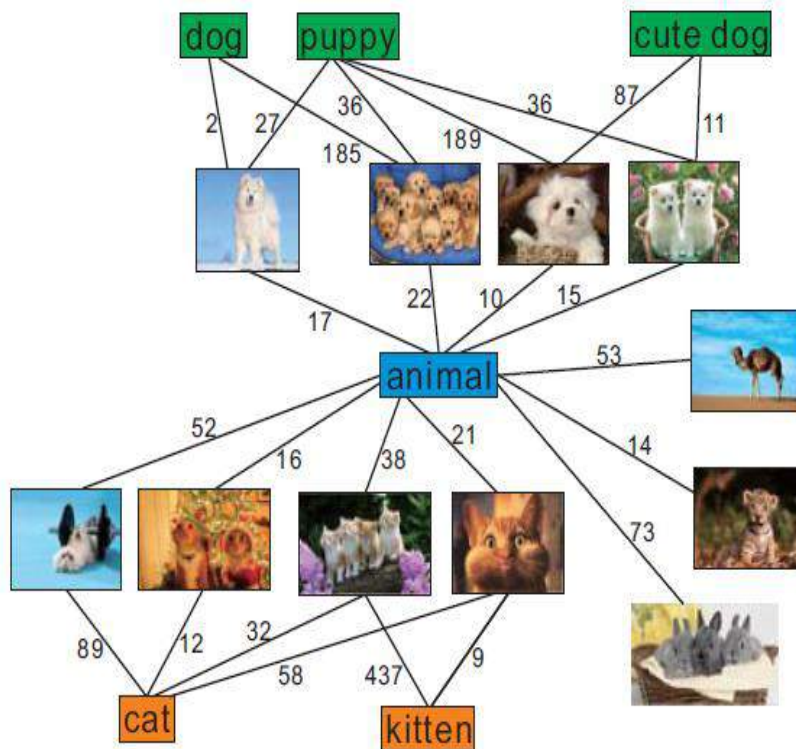 dog puppy cute dog
2 27 36 189 36 87 11
185
17 22 10 15
animal
53
52 16 38 21 14
73
89 12 32 58 437 9
cat kitten